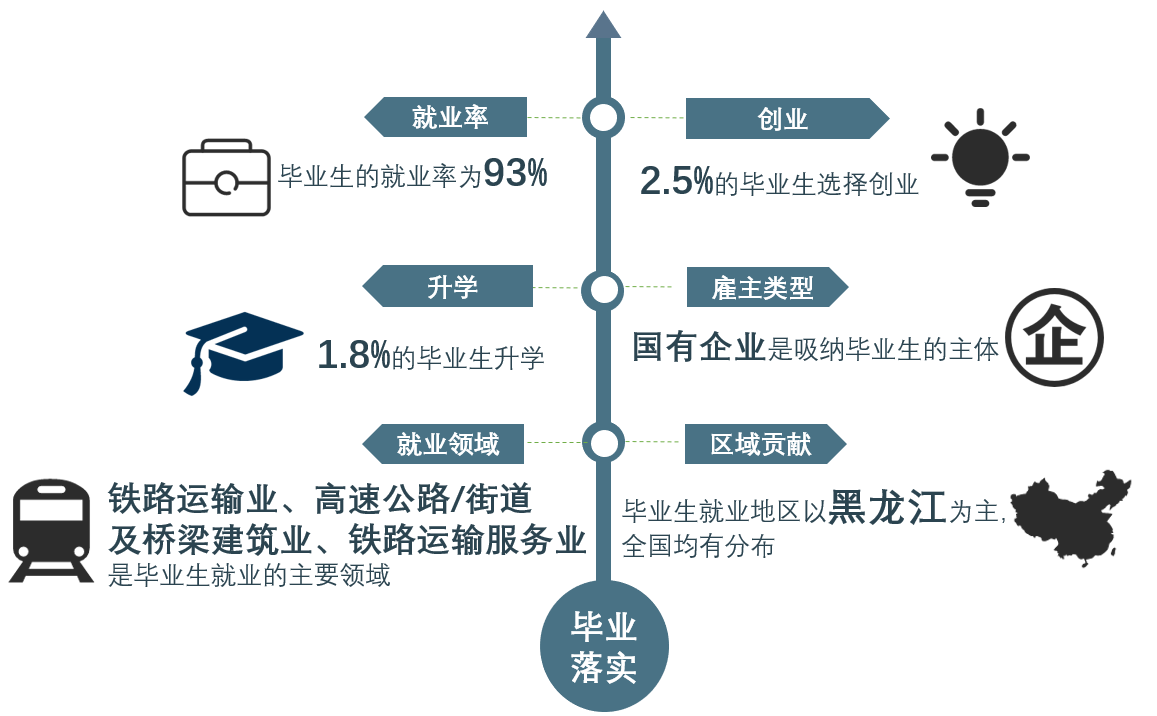 就业率
毕业生的就业率为93%
创业
2.5%的毕业生选择创业
升学
1.8%的毕业生升学
雇主类型
国有企业是吸纳毕业生的主体
企
就业领域
铁路运输业、高速公路/街道
及桥梁建筑业、铁路运输服务业
是毕业生就业的主要领域
区域贡献
毕业生就业地区以黑龙江为主,
全国均有分布
毕业
落实